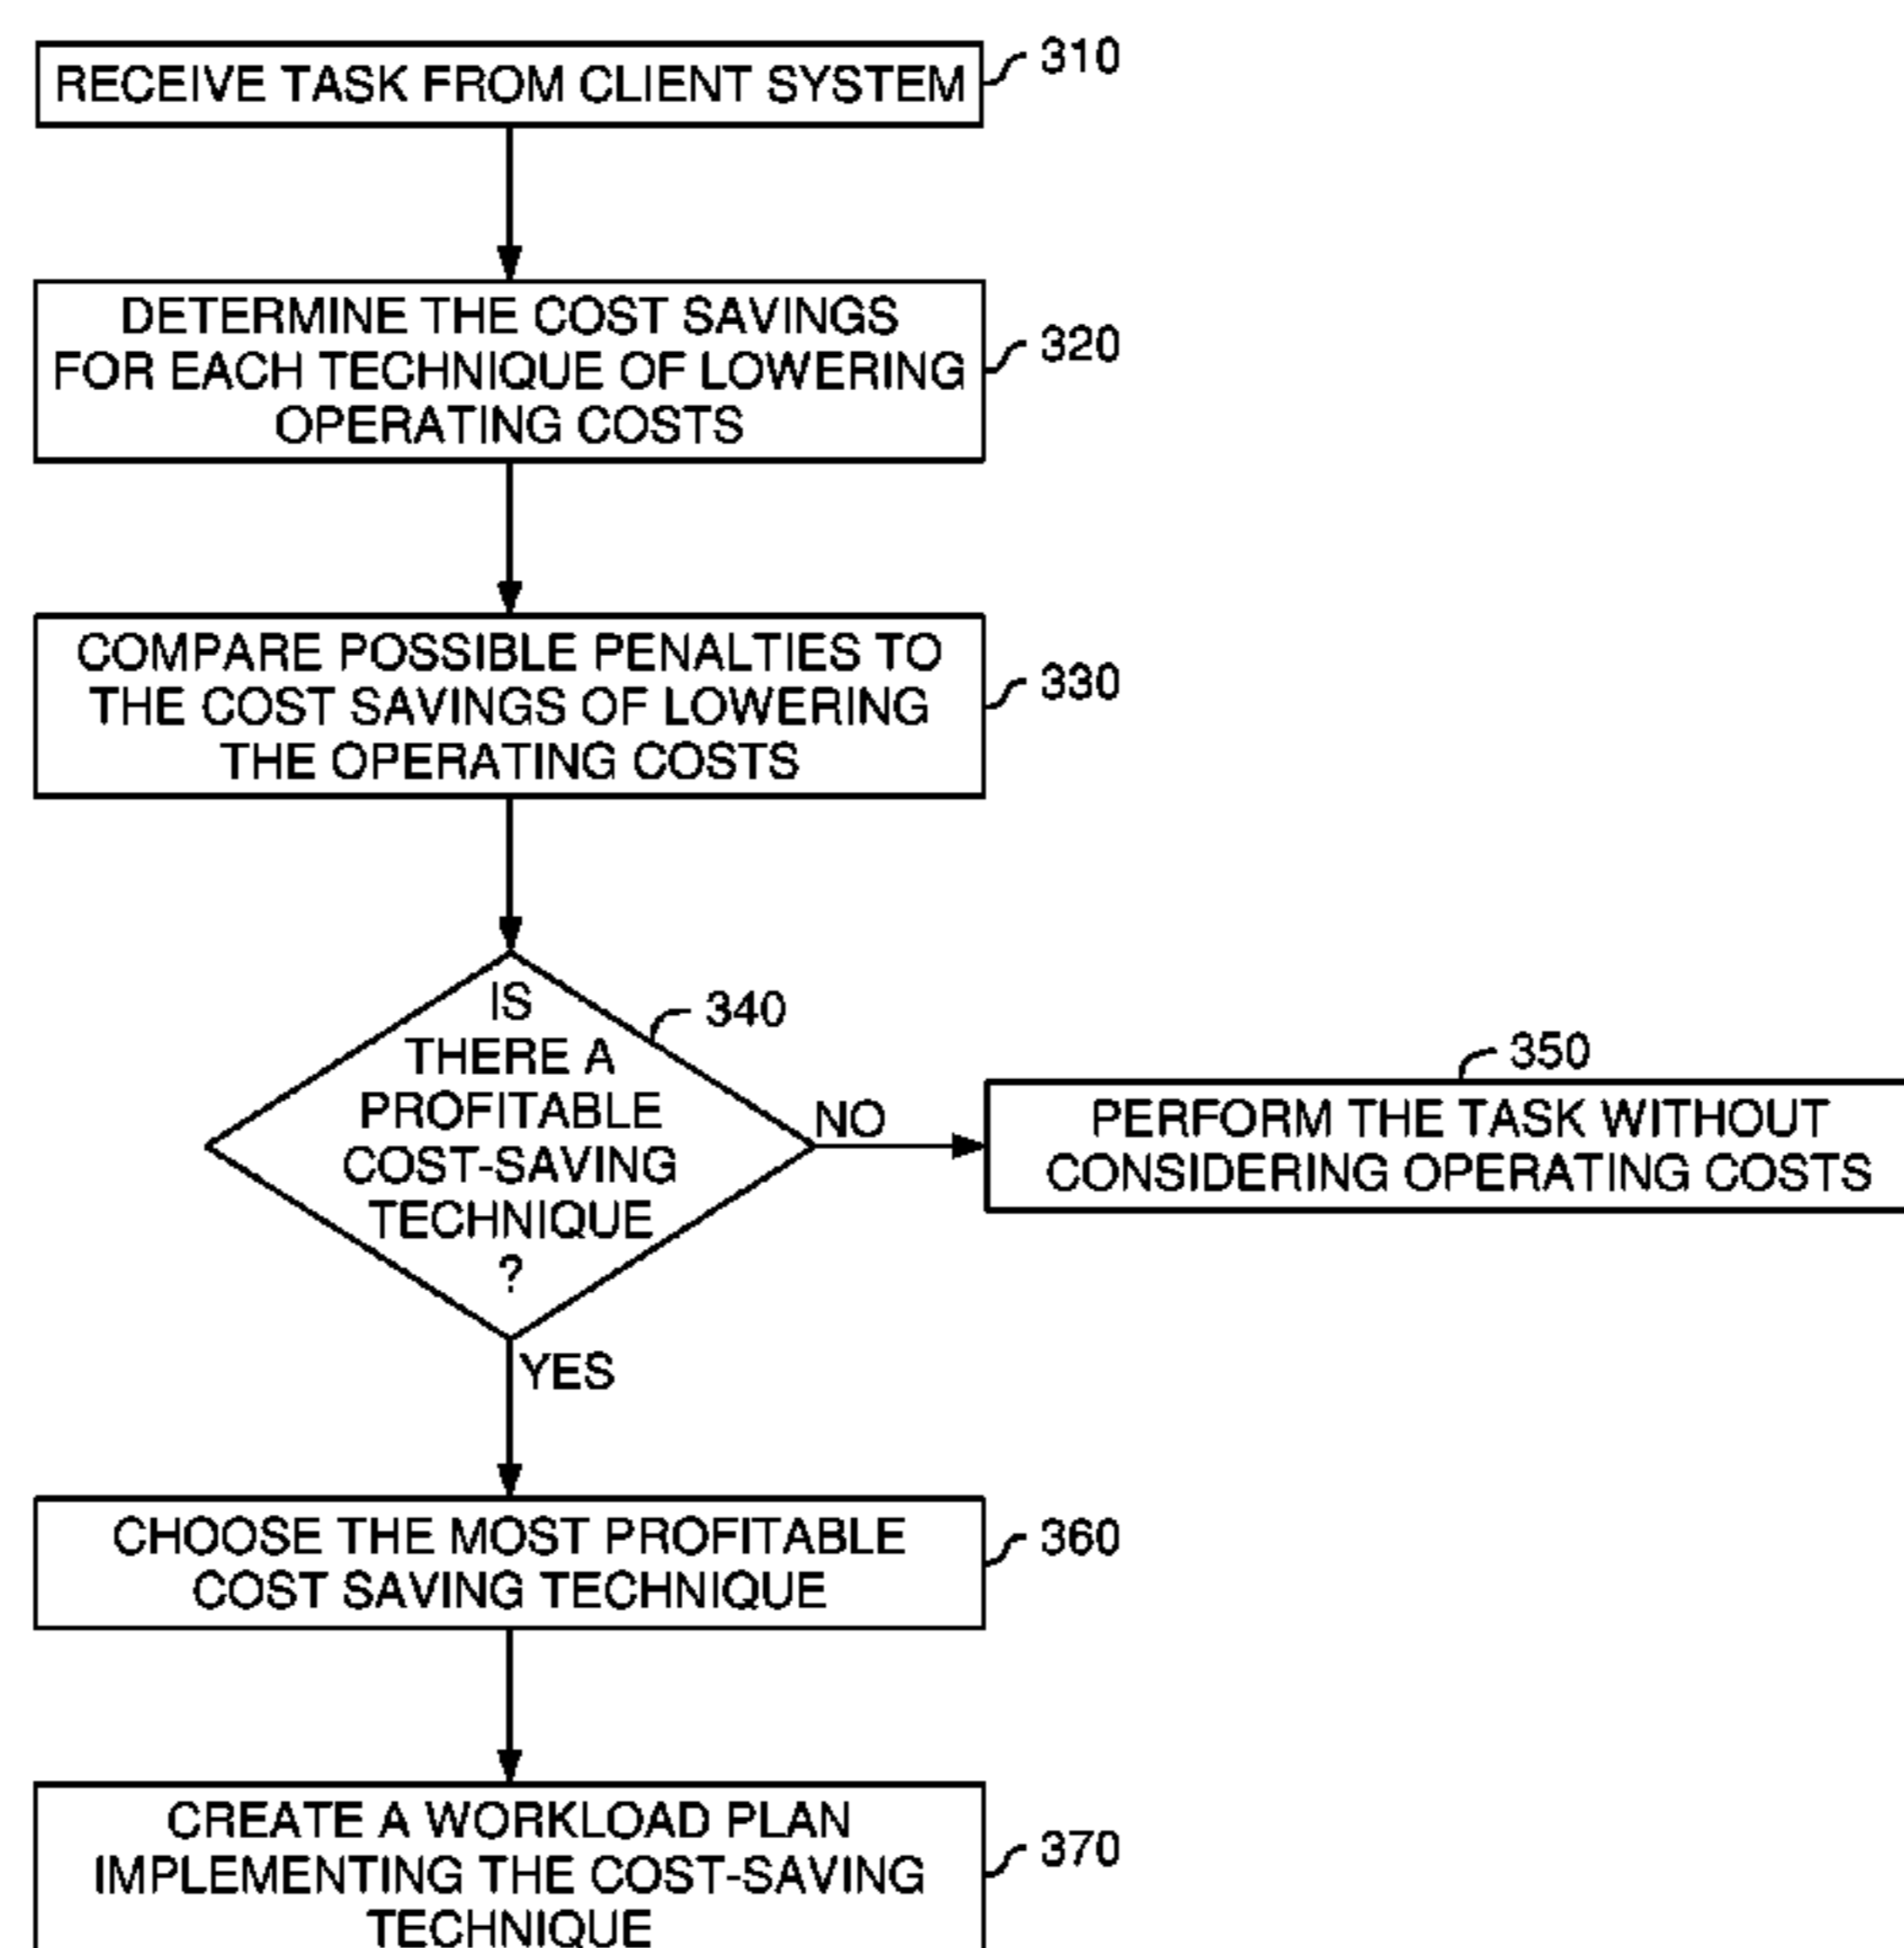 RECEIVE TASK FROM CLIENT SYSTEM
310
DETERMINE THE COST SAVINGS
FOR EACH TECHNIQUE OF LOWERING
OPERATING COSTS
320
COMPARE POSSIBLE PENALTIES TO
THE COST SAVINGS OF LOWERING
THE OPERATING COSTS
330
IS
THERE A
PROFITABLE
COST-SAVING
TECHNIQUE
?
340
NO
350
PERFORM THE TASK WITHOUT
CONSIDERING OPERATING COSTS
YES
CHOOSE THE MOST PROFITABLE
COST SAVING TECHNIQUE
360
CREATE A WORKLOAD PLAN
IMPLEMENTING THE COST-SAVING
TECHNIQUE
370